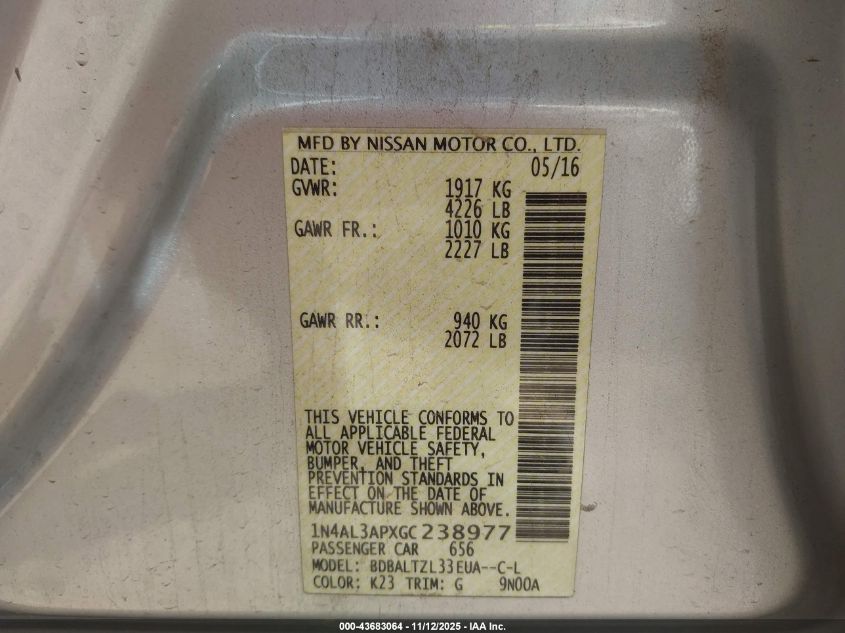 MFD BY NISSAN MOTOR CO., LTD.
DATE: 05/16
GVWR: 1917 KG
4226 LB
GAWR FR.: 1010 KG
2227 LB
GAWR RR.: 940 KG
2072 LB
THIS VEHICLE CONFORMS TO
ALL APPLICABLE FEDERAL
MOTOR VEHICLE SAFETY,
BUMPER, AND THEFT
PREVENTION STANDARDS IN
EFFECT ON THE DATE OF
MANUFACTURE SHOWN ABOVE.
1N4AL3APXGC238977
PASSENGER CAR 656
MODEL: BDBALTZL33EUA--C-L
COLOR: K23 TRIM: G 9N00A
000-43683064 - 11/12/2025 - IAA Inc.